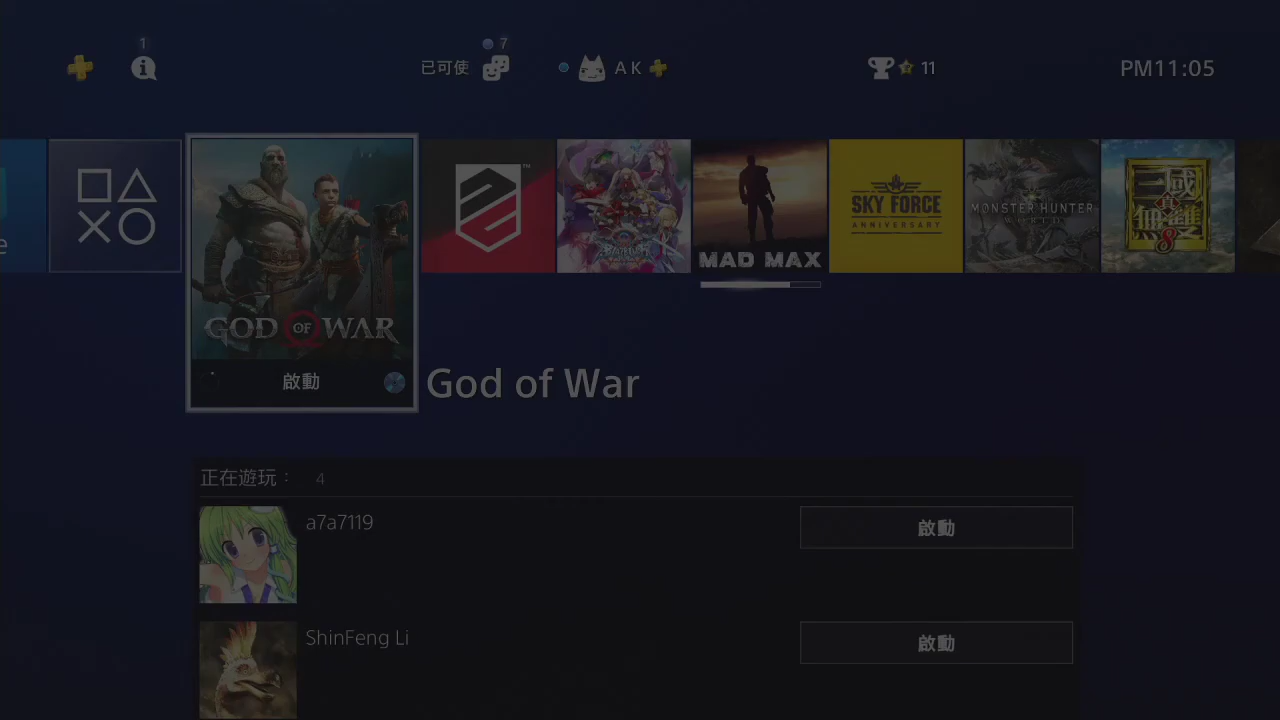 1
已可使
7
AK
11
PM11:05
e
GOD OF WAR
啟動
MAD MAX
SKY FORCE
ANNIVERSARY
MONSTER HUNTER
WORLD
真
三國
無雙
8
God of War
正在遊玩： 4
a7a7119
啟動
ShinFeng Li
啟動